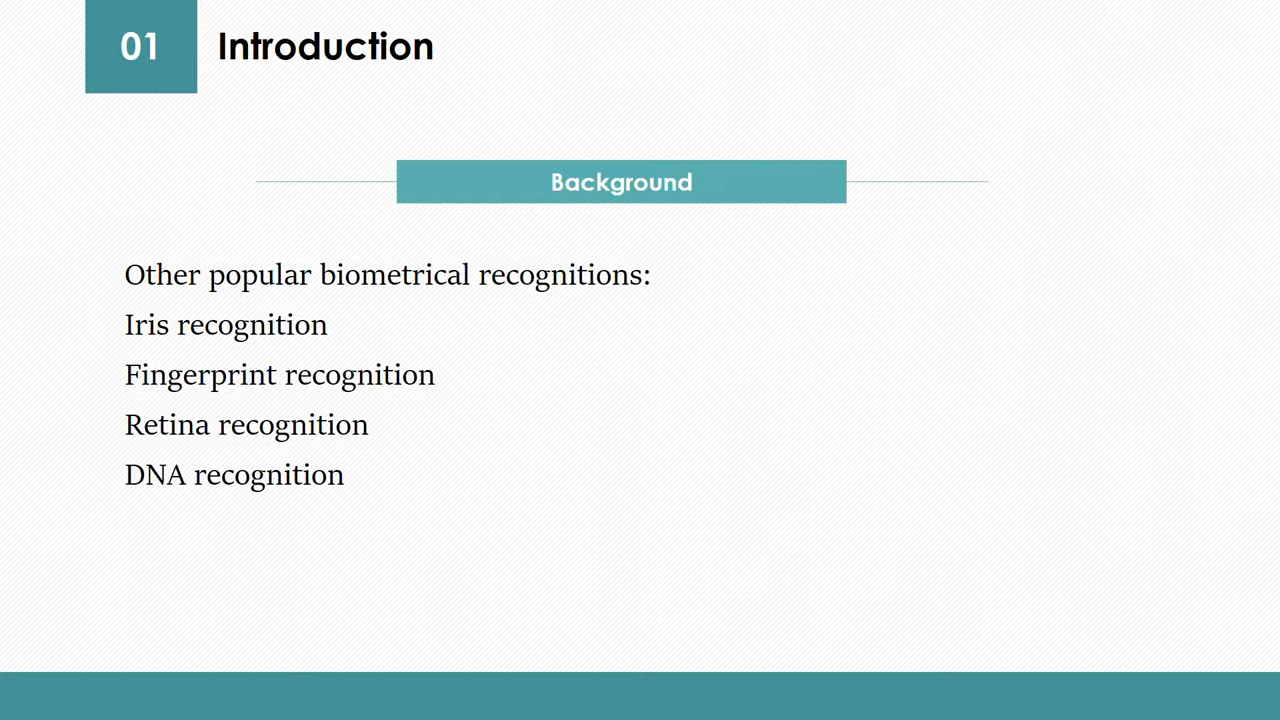 01 Introduction
Background
Other popular biometrical recognitions:
Iris recognition
Fingerprint recognition
Retina recognition
DNA recognition